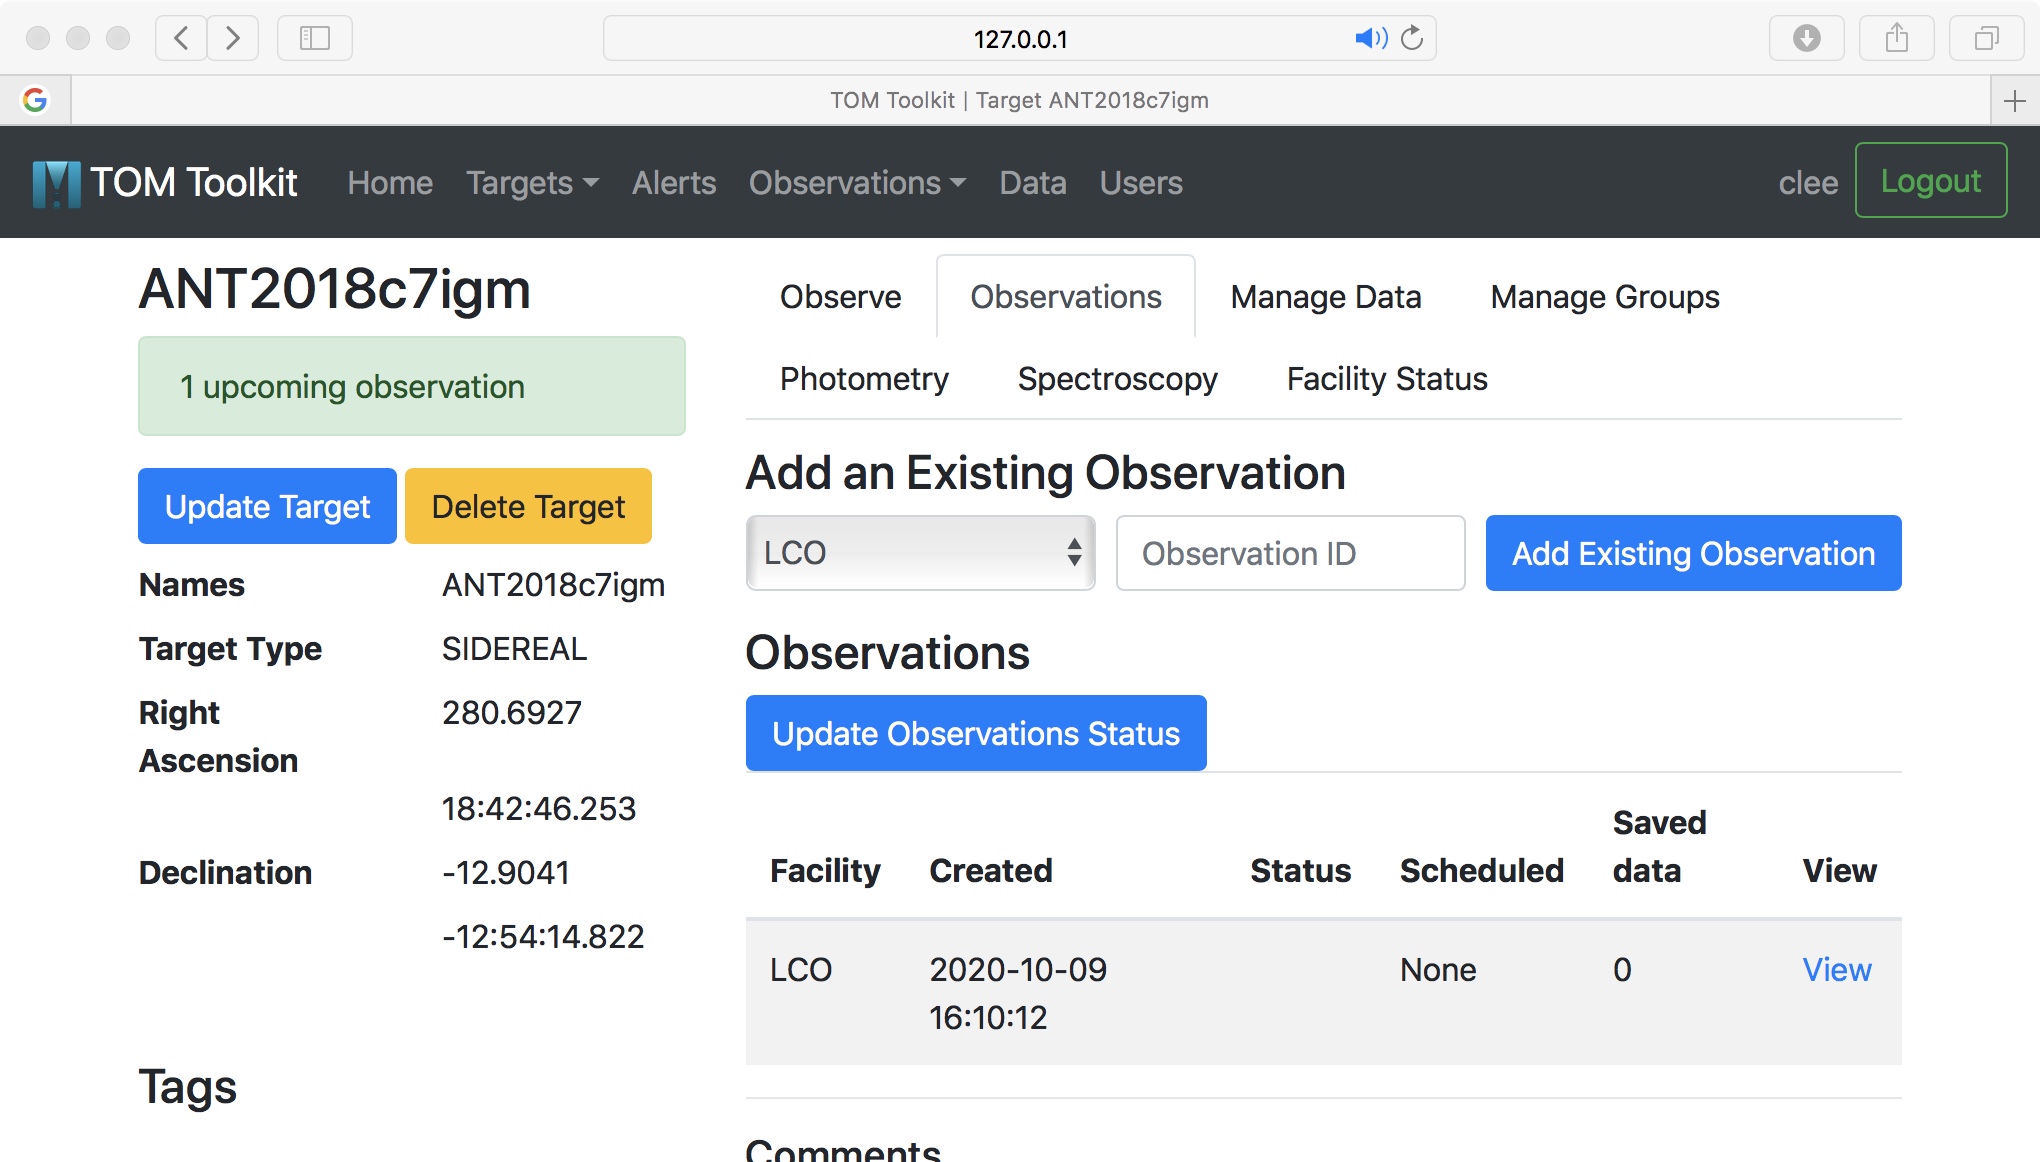 127.0.0.1
TOM Toolkit | Target ANT2018c7igm
TOM Toolkit Home Targets Alerts Observations Data Users clee Logout
ANT2018c7igm
1 upcoming observation
Update Target Delete Target
Names ANT2018c7igm
Target Type SIDEREAL
Right Ascension 280.6927
18:42:46.253
Declination -12.9041
-12:54:14.822
Tags
Observe Observations Manage Data Manage Groups
Photometry Spectroscopy Facility Status
Add an Existing Observation
LCO Observation ID Add Existing Observation
Observations
Update Observations Status
Facility Created Status Scheduled Saved data View
LCO 2020-10-09 16:10:12 None 0 View
Comments